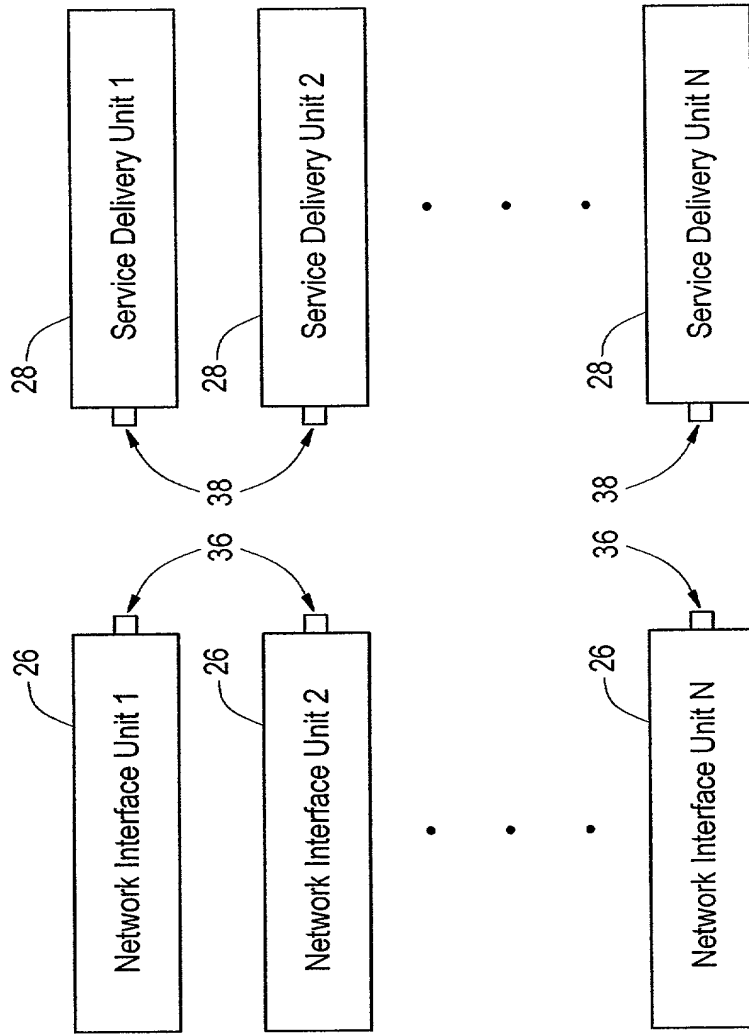 26
28
Network Interface Unit 1
Service Delivery Unit 1
26
36
38
28
Network Interface Unit 2
Service Delivery Unit 2
26
36
38
28
Network Interface Unit N
Service Delivery Unit N